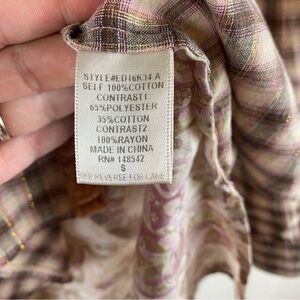 STYLE#ED16K34 A
SELF 100%COTTON
CONTRAST1:
65%POLYESTER
35%COTTON
CONTRAST2:
100%RAYON
MADE IN CHINA
RN# 148542
S
SEE REVERSE FOR CARE